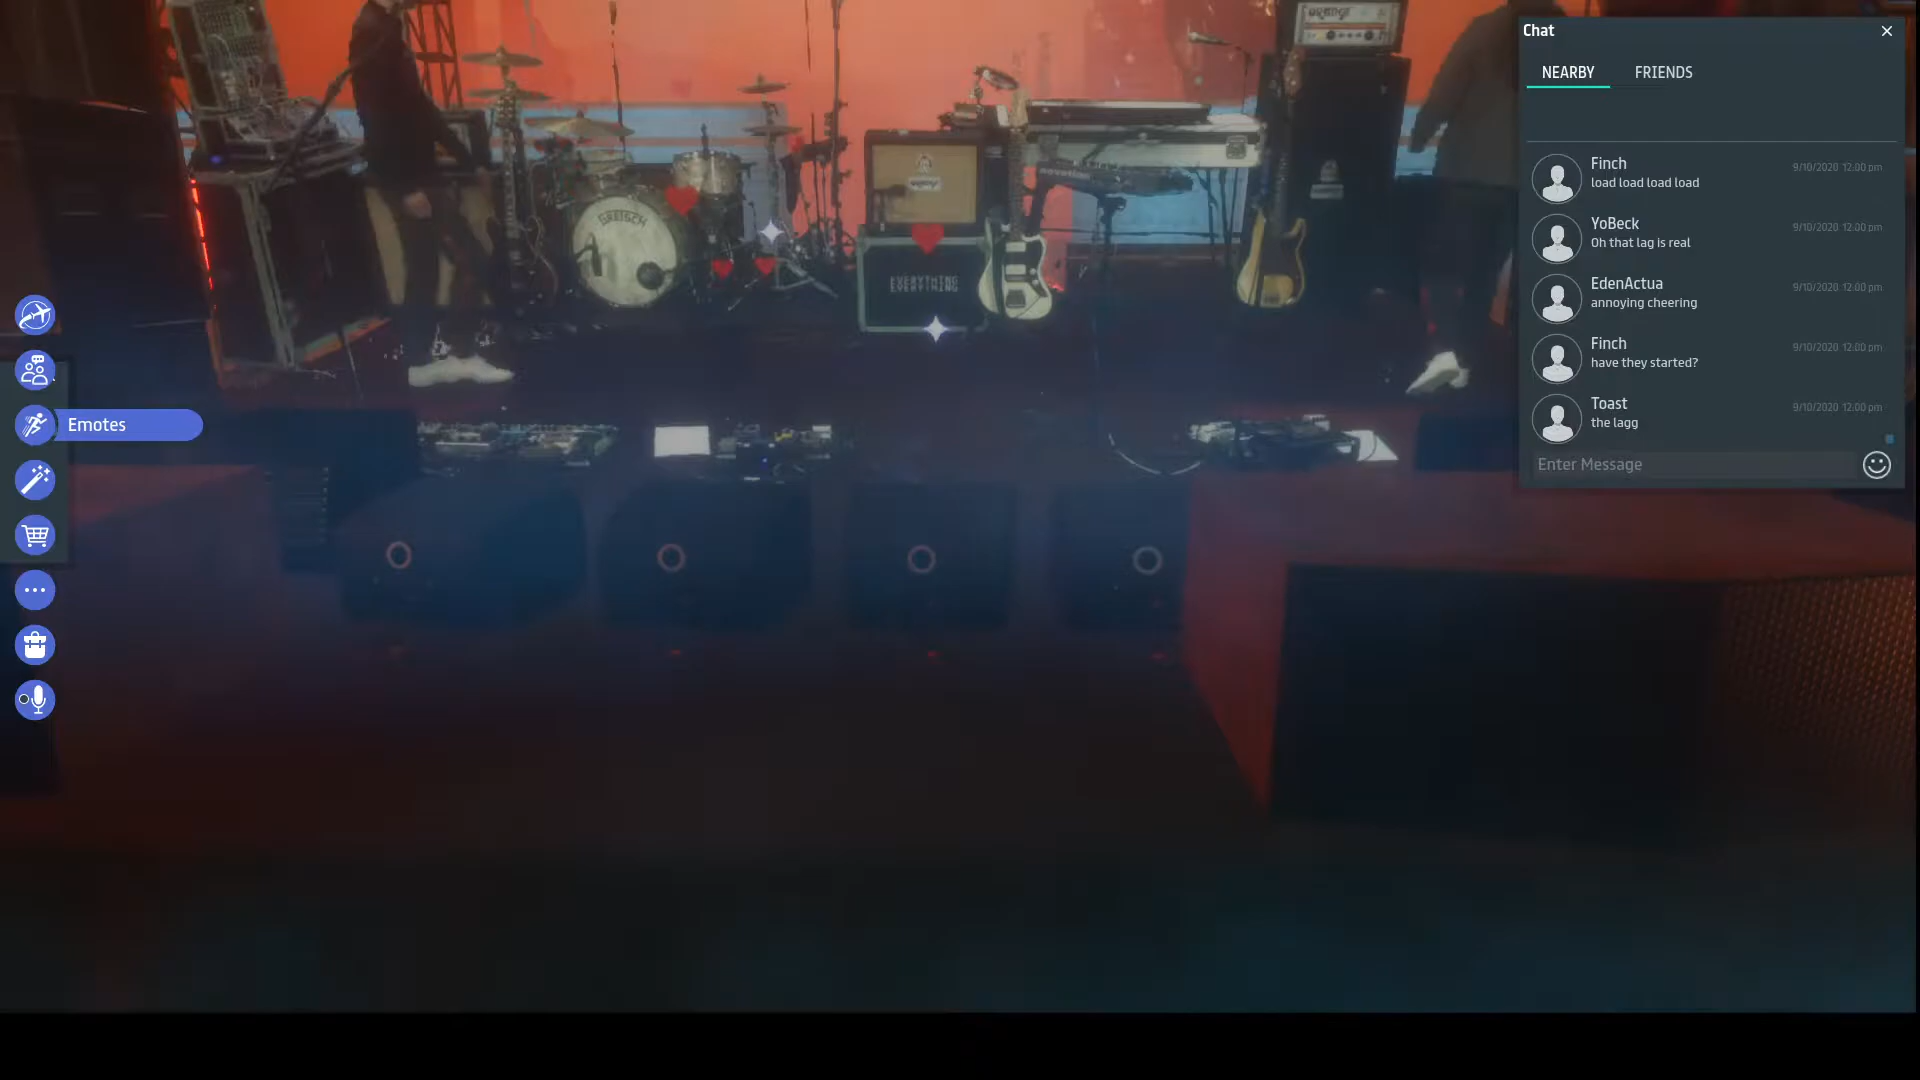 Chat
NEARBY
FRIENDS
Finch
9/10/2020 12:00 pm
load load load load
YoBeck
9/10/2020 12:00 pm
Oh that lag is real
EdenActua
9/10/2020 12:00 pm
annoying cheering
Finch
9/10/2020 12:00 pm
have they started?
Toast
9/10/2020 12:00 pm
the lagg
Enter Message
Emotes
GRETSCH
novation
EVERYTHING
EVERYTHING
ORANGE